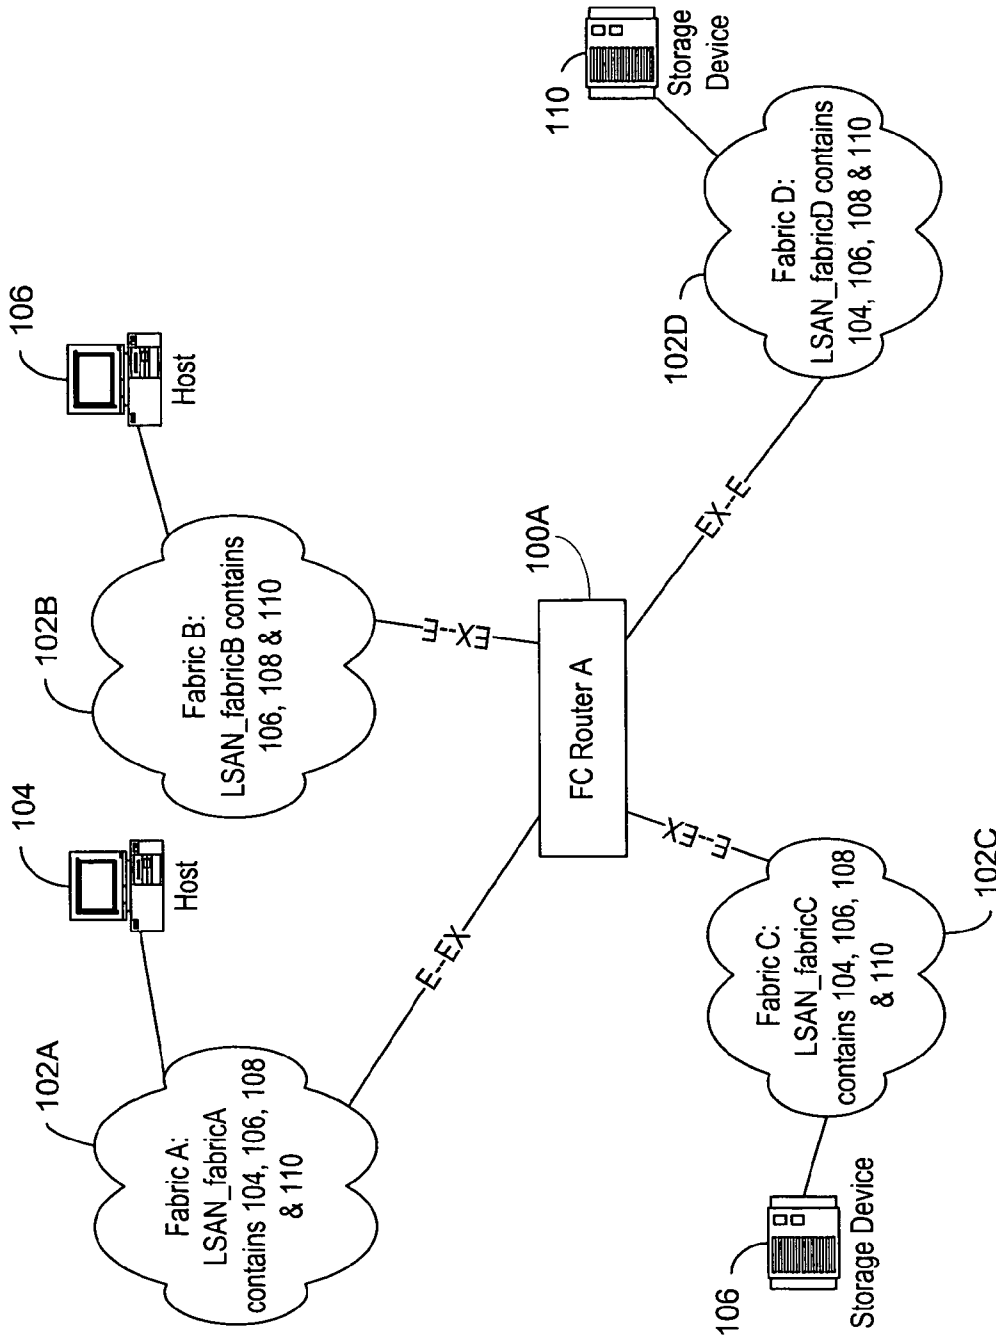 104
Host
102A
Fabric A:
LSAN_fabricA
contains 104, 106, 108
& 110
E--EX
106
Host
102B
Fabric B:
LSAN_fabricB contains
106, 108 & 110
E--EX
FC Router A
100A
106
Storage Device
E--EX
Fabric C:
LSAN_fabricC
contains 104, 106, 108
& 110
102C
EX--E
102D
Fabric D:
LSAN_fabricD contains
104, 106, 108 & 110
110
Storage
Device